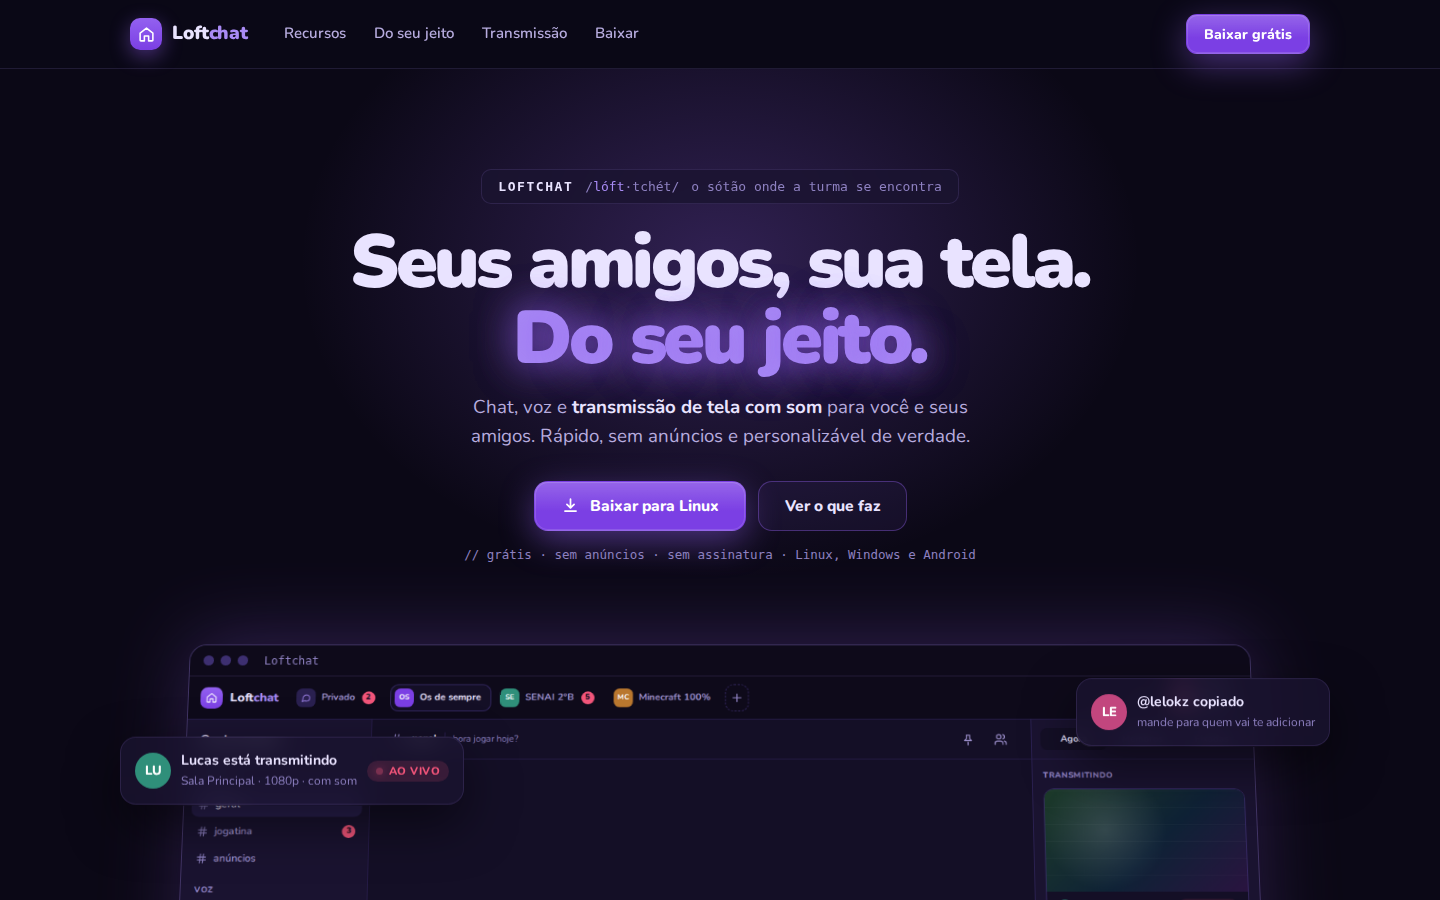 Loftchat
Recursos
Do seu jeito
Transmissão
Baixar
Baixar grátis
LOFTCHAT /lóft·tchét/ o sótão onde a turma se encontra
Seus amigos, sua tela.
Do seu jeito.
Chat, voz e transmissão de tela com som para você e seus
amigos. Rápido, sem anúncios e personalizável de verdade.
Baixar para Linux
Ver o que faz
// grátis · sem anúncios · sem assinatura · Linux, Windows e Android
Loftchat
Loftchat
Privado 2
OS Os de sempre
SE SENAI 2°B 5
MC Minecraft 100%
+
LE
@lelokz copiado
mande para quem vai te adicionar
bora jogar hoje?
LU
Lucas está transmitindo
Sala Principal · 1080p · com som
AO VIVO
TRANSMITINDO
# geral
# jogatina 3
# anúncios
VOZ